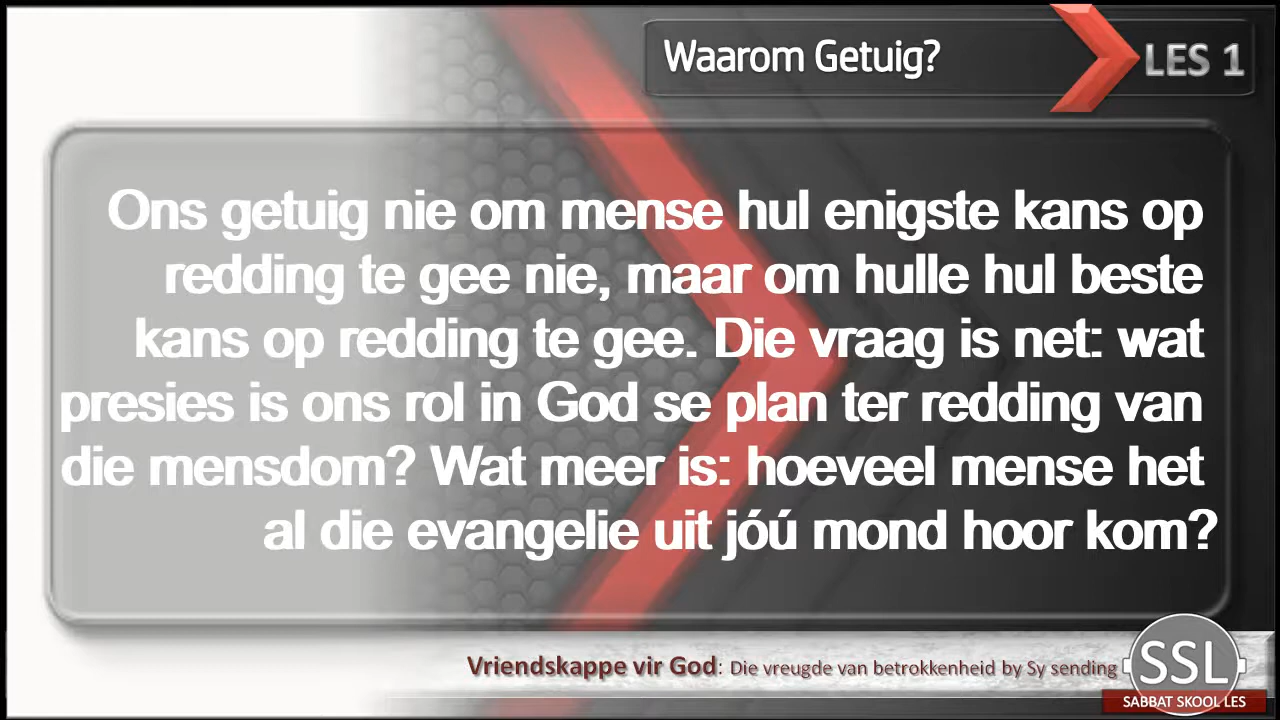 Waarom Getuig?
LES 1
Ons getuig nie om mense hul enigste kans op
redding te gee nie, maar om hulle hul beste
kans op redding te gee. Die vraag is net: wat
presies is ons rol in God se plan ter redding van
die mensdom? Wat meer is: hoeveel mense het
al die evangelie uit jóú mond hoor kom?
Vriendskappe vir God: Die vreugde van betrokkenheid by Sy sending
SSL
SABBAT SKOOL LES